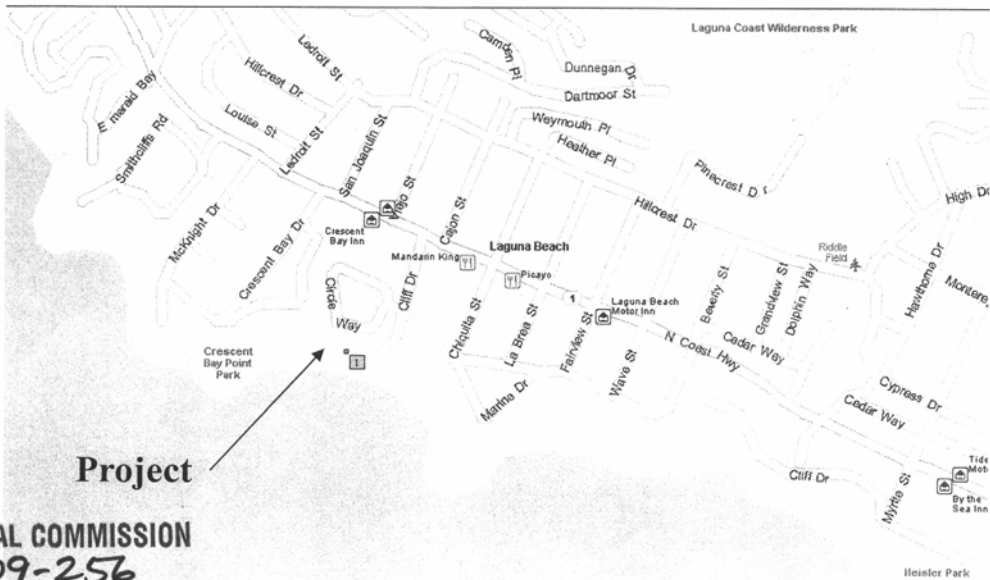 Laguna Coast Wilderness Park
Ledroit St
Camden Pl
Hillcrest Dr
Dunnegan Dr
Dartmoor St
Emerald Bay
Louise St
Weymouth Pl
Smithcliffs Rd
Ledroit St
San Joaquin St
Heather Pl
Viejo St
Pinecrest Dr
High Dr
McKnight Dr
Crescent Bay Dr
Crescent
Bay Inn
Cajon St
Hillcrest Dr
Laguna Beach
Mandarin King
Picayo
Riddle
Field
Hawthorne Dr
Monterey
Circle
Way
Cliff Dr
1
Laguna Beach
Motor Inn
Beverly St
Grandview St
Dolphin Way
Chiquita St
La Brea St
Fairview St
N Coast Hwy
Cedar Way
Crescent
Bay Point
Park
1
Wave St
Marine Dr
Cypress Dr
Cedar Way
Project
Cliff Dr
Myrtle St
Tide
Moto
By the
Sea Inn
AL COMMISSION
09-256
Heisler Park